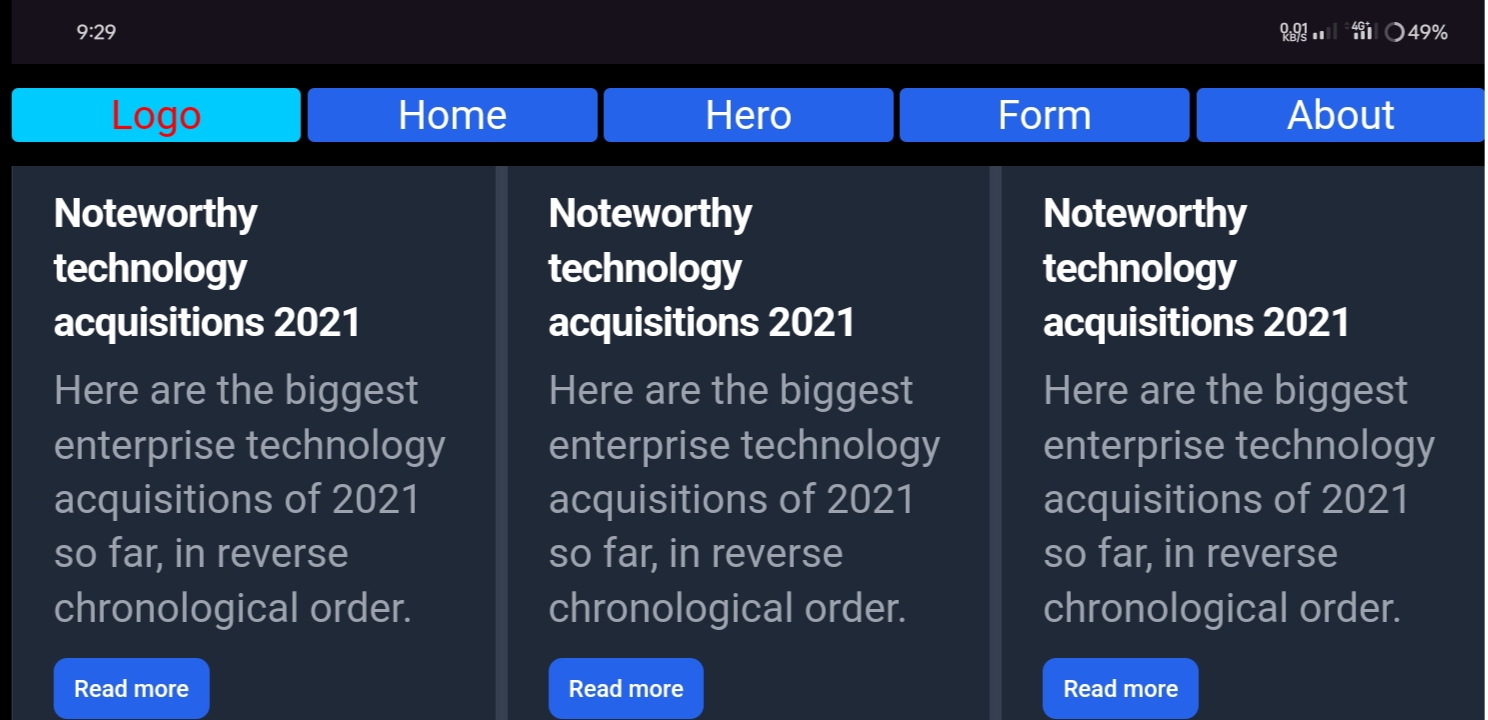 9:29
0.01 KB/S 4G+ 49%
Logo Home Hero Form About
Noteworthy
technology
acquisitions 2021
Here are the biggest
enterprise technology
acquisitions of 2021
so far, in reverse
chronological order.
Read more
Noteworthy
technology
acquisitions 2021
Here are the biggest
enterprise technology
acquisitions of 2021
so far, in reverse
chronological order.
Read more
Noteworthy
technology
acquisitions 2021
Here are the biggest
enterprise technology
acquisitions of 2021
so far, in reverse
chronological order.
Read more